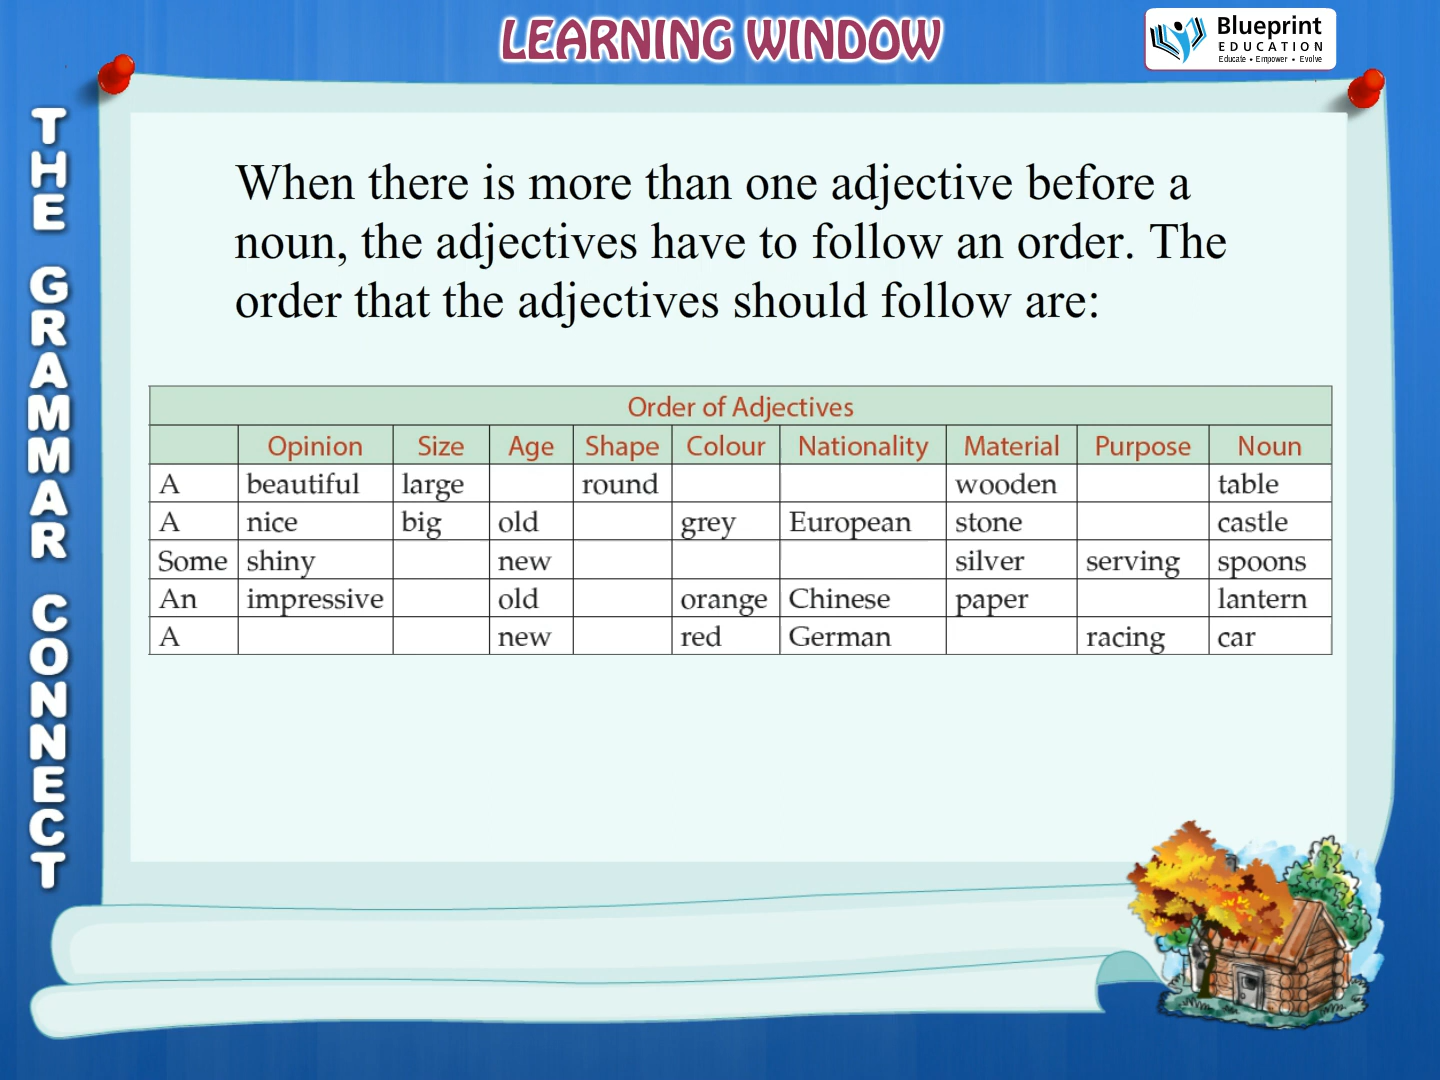 LEARNING WINDOW
Blueprint
EDUCATION
Educate • Empower • Evolve
THE GRAMMAR CONNECT
When there is more than one adjective before a
noun, the adjectives have to follow an order. The
order that the adjectives should follow are:
Order of Adjectives
Opinion Size Age Shape Colour Nationality Material Purpose Noun
A beautiful large round wooden table
A nice big old grey European stone castle
Some shiny new silver serving spoons
An impressive old orange Chinese paper lantern
A new red German racing car